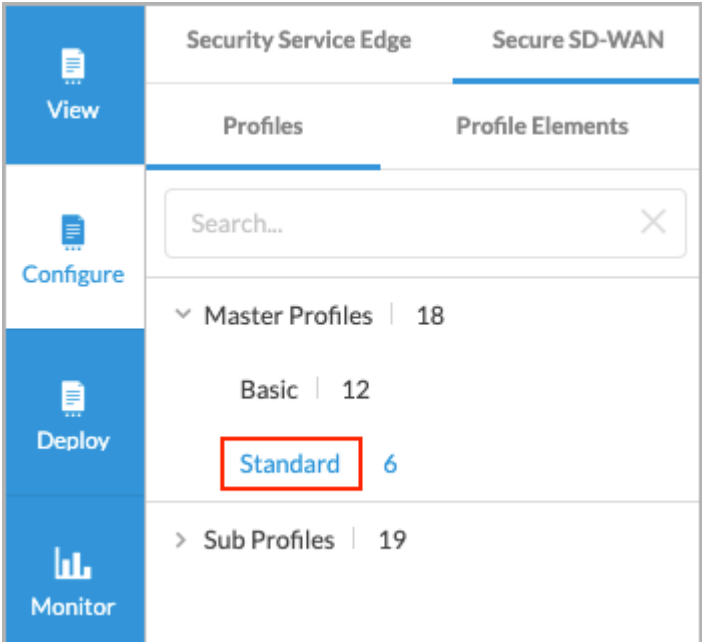 View
Configure
Deploy
Monitor
Security Service Edge Secure SD-WAN
Profiles Profile Elements
Search...
Master Profiles 18
Basic 12
Standard 6
Sub Profiles 19